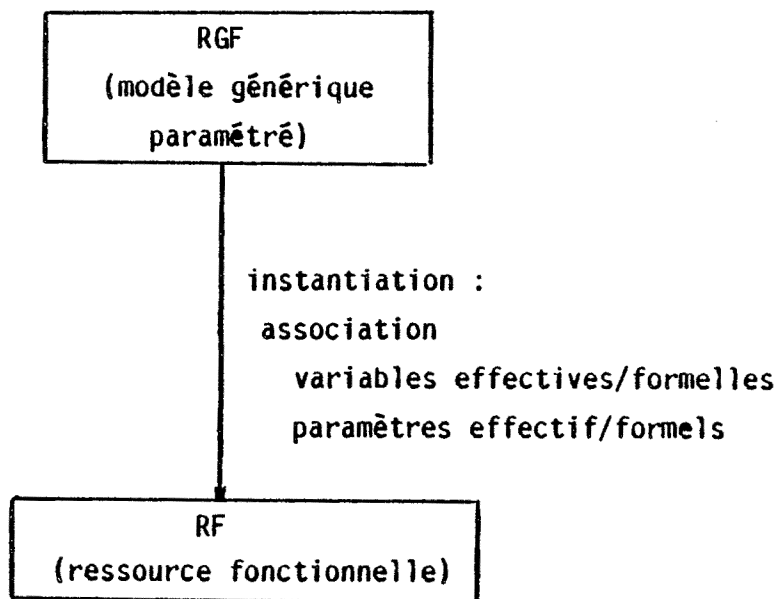 RGF
(modèle générique
paramétré)
instantiation :
association
variables effectives/formelles
paramètres effectif/formels
RF
(ressource fonctionnelle)